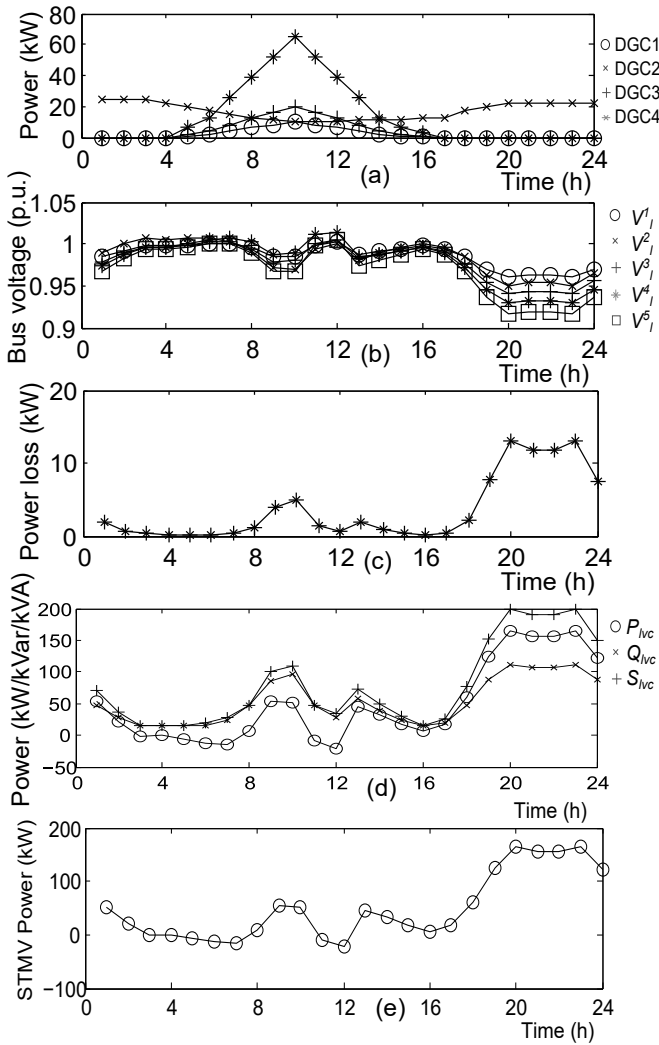 Power (kW)
80
60
40
20
0
0 4 8 12 16 20 24
(a)
Time (h)
DGC1
DGC2
DGC3
DGC4
Bus voltage (p.u.)
1.05
1
0.95
0.9
0 4 8 12 16 20 24
(b)
Time (h)
V¹l
V²l
V³l
V⁴l
V⁵l
Power loss (kW)
20
10
0
0 4 8 12 16 20 24
(c)
Time (h)
Power (kW/kVar/kVA)
200
150
100
50
0
−50
0 4 8 12 16 20 24
(d)
Time (h)
Plvc
Qlvc
Slvc
STMV Power (kW)
200
100
0
−100
0 4 8 12 16 20 24
(e)
Time (h)